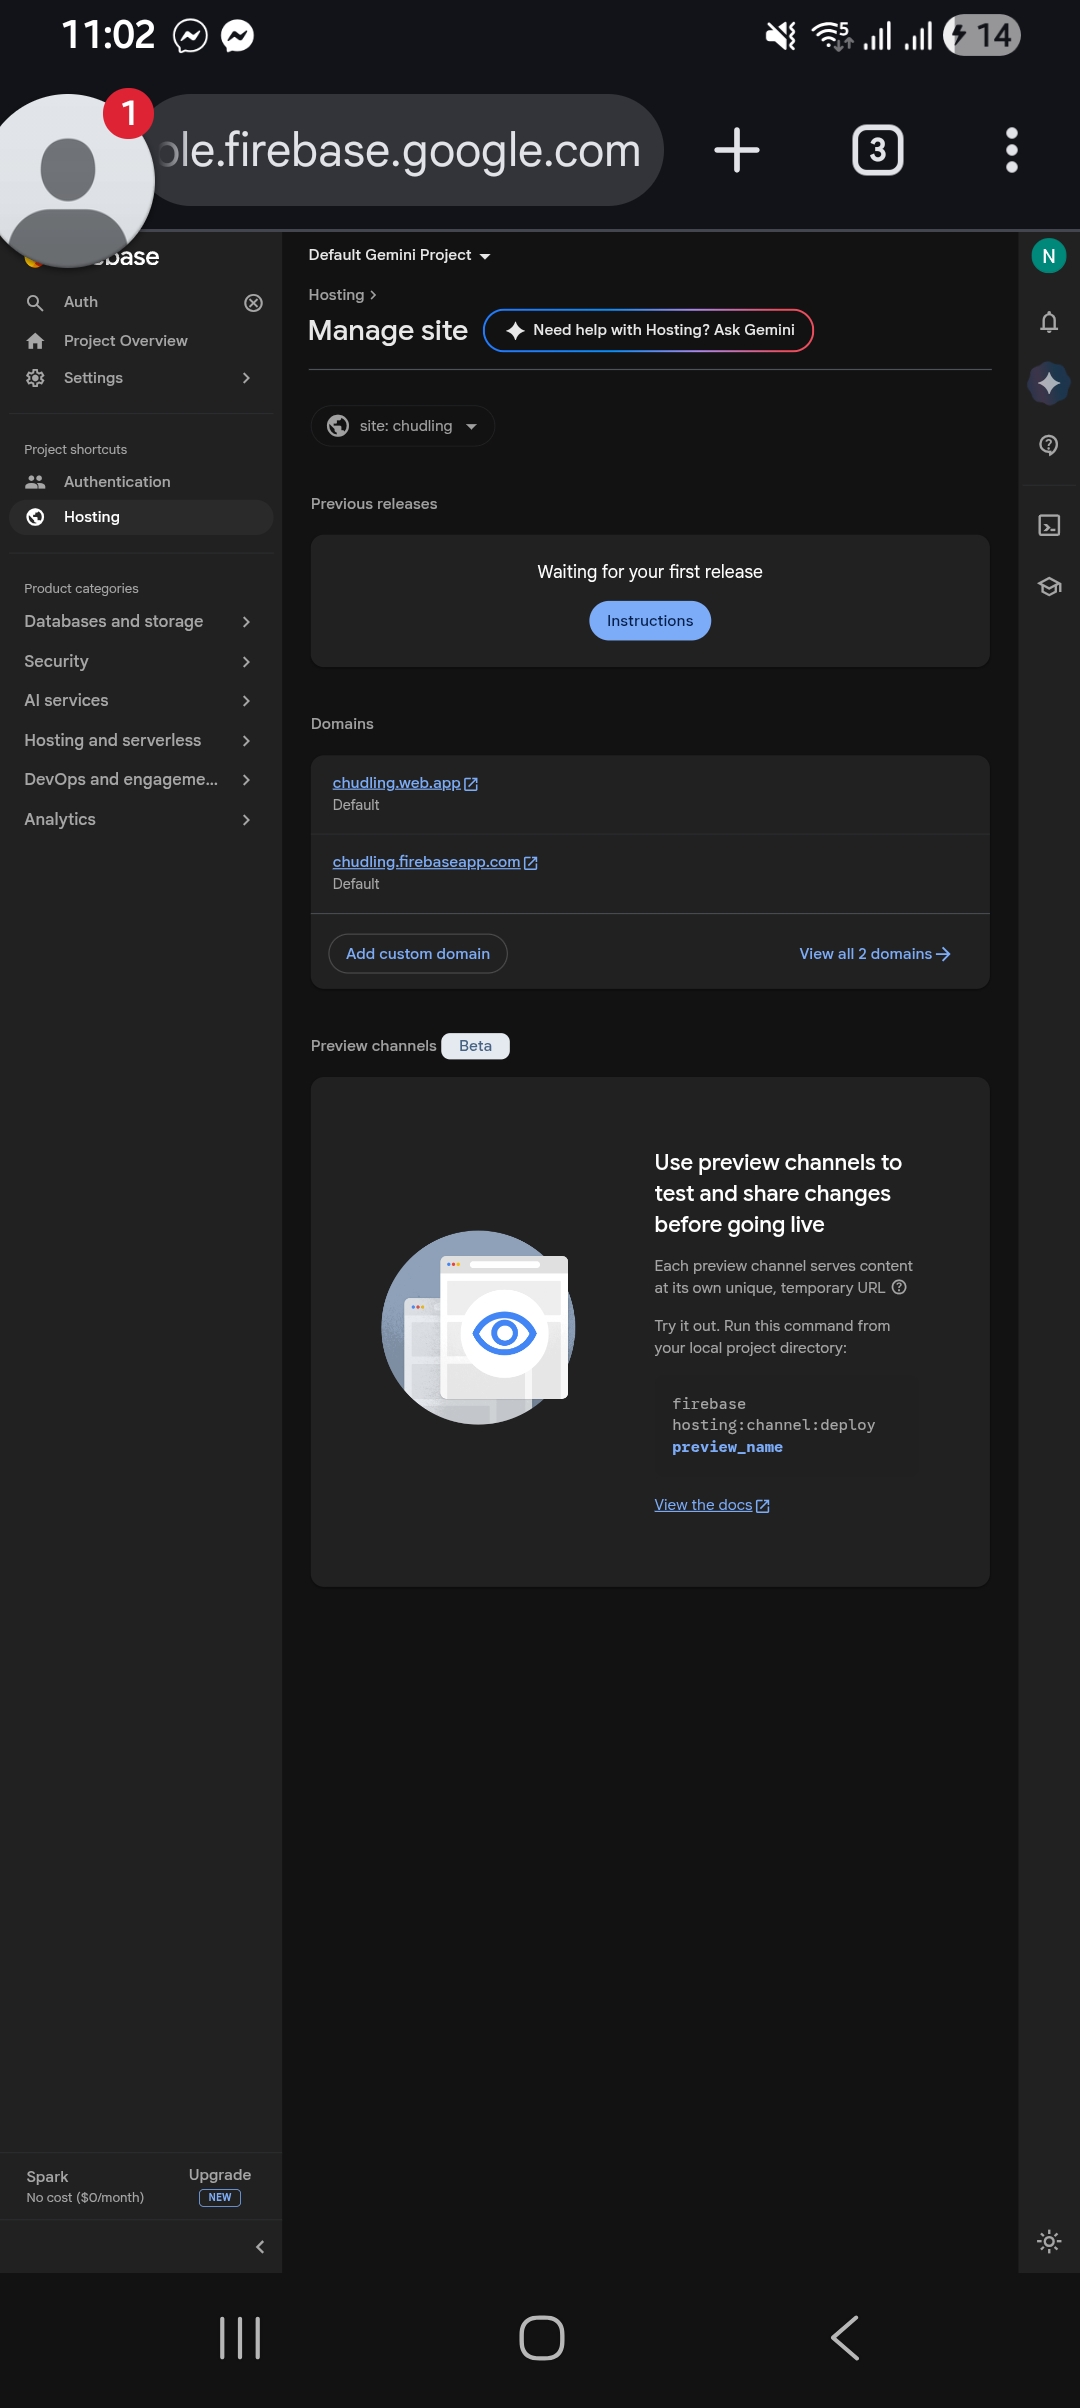 11:02
5
14
1
ole.firebase.google.com
3
base
Auth
Project Overview
Settings
Project shortcuts
Authentication
Hosting
Product categories
Databases and storage
Security
AI services
Hosting and serverless
DevOps and engageme...
Analytics
Spark
No cost ($0/month)
Upgrade
NEW
Default Gemini Project
Hosting
Manage site
Need help with Hosting? Ask Gemini
site: chudling
Previous releases
Waiting for your first release
Instructions
Domains
chudling.web.app
Default
chudling.firebaseapp.com
Default
Add custom domain
View all 2 domains
Preview channels
Beta
Use preview channels to
test and share changes
before going live
Each preview channel serves content
at its own unique, temporary URL
Try it out. Run this command from
your local project directory:
firebase
hosting:channel:deploy
preview_name
View the docs
N